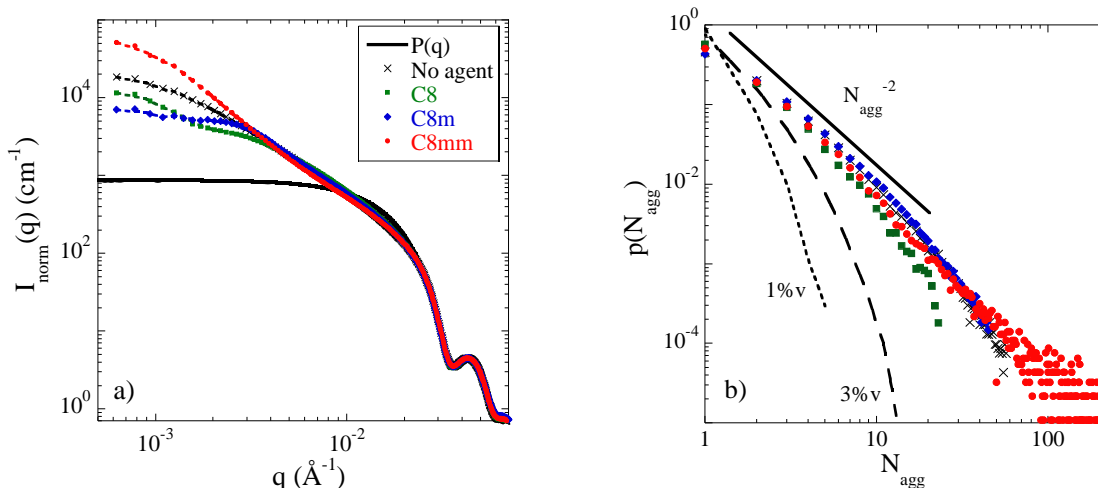 P(q)
No agent
C8
C8m
C8mm
10^4
10^2
10^0
I_norm(q) (cm^-1)
a)
10^-3
10^-2
q (Å^-1)
10^0
10^-2
10^-4
p(N_agg)
N_agg^-2
1%v
3%v
b)
1
10
100
N_agg